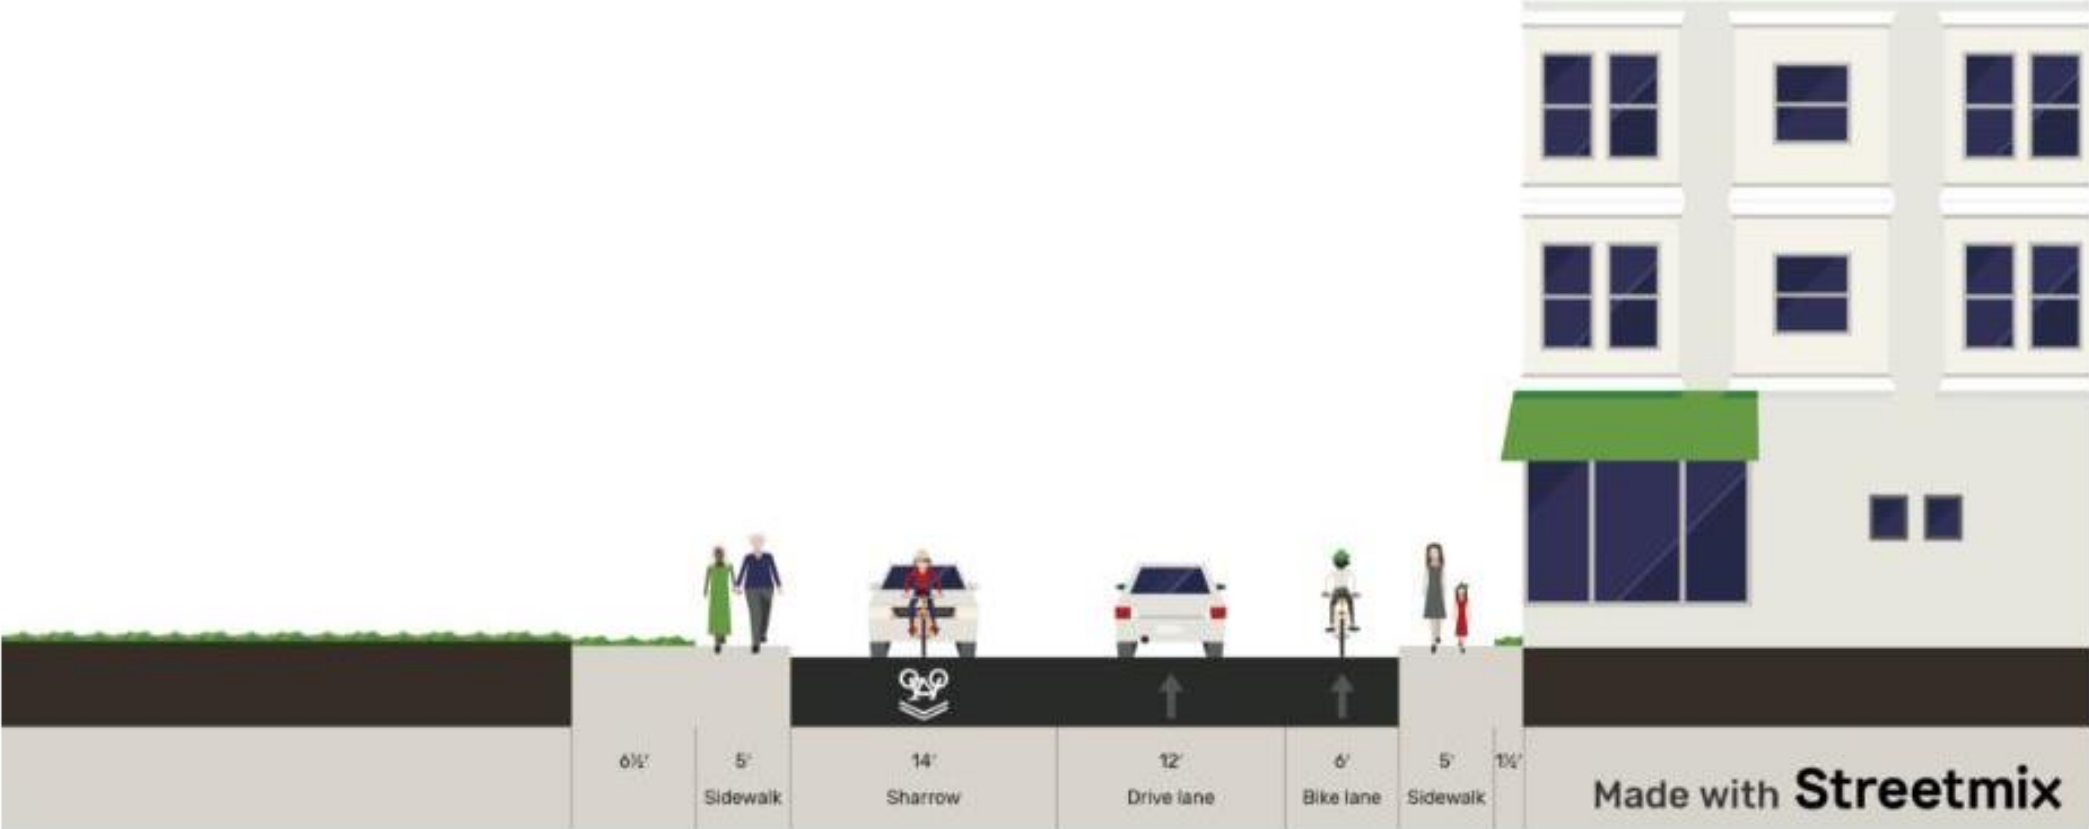 6½' 5' 14' 12' 6' 5' 1½'
Sidewalk Sharrow Drive lane Bike lane Sidewalk
Made with Streetmix